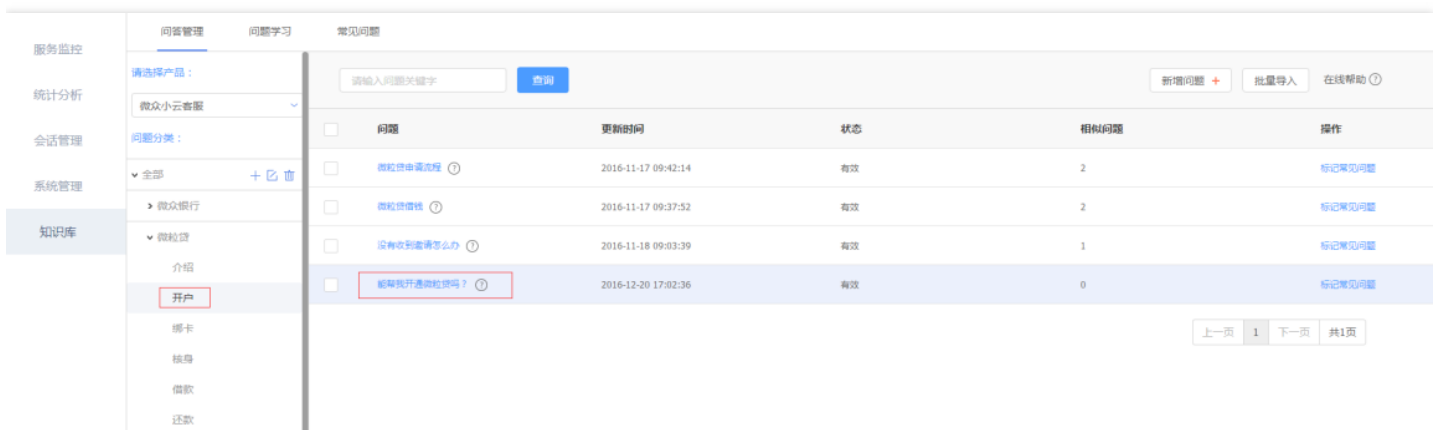 问答管理 问题学习 常见问题
服务监控
统计分析
会话管理
系统管理
知识库
请选择产品：
微众小云客服
问题分类：
全部
微众银行
微粒贷
介绍
开户
绑卡
核身
借款
还款
请输入问题关键字 查询 新增问题 + 批量导入 在线帮助 ?
问题 更新时间 状态 相似问题 操作
微粒贷申请流程 ? 2016-11-17 09:42:14 有效 2 标记常见问题
微粒贷借钱 ? 2016-11-17 09:37:52 有效 2 标记常见问题
没有收到邀请怎么办 ? 2016-11-18 09:03:39 有效 1 标记常见问题
能帮我开通微粒贷吗？ ? 2016-12-20 17:02:36 有效 0 标记常见问题
上一页 1 下一页 共1页